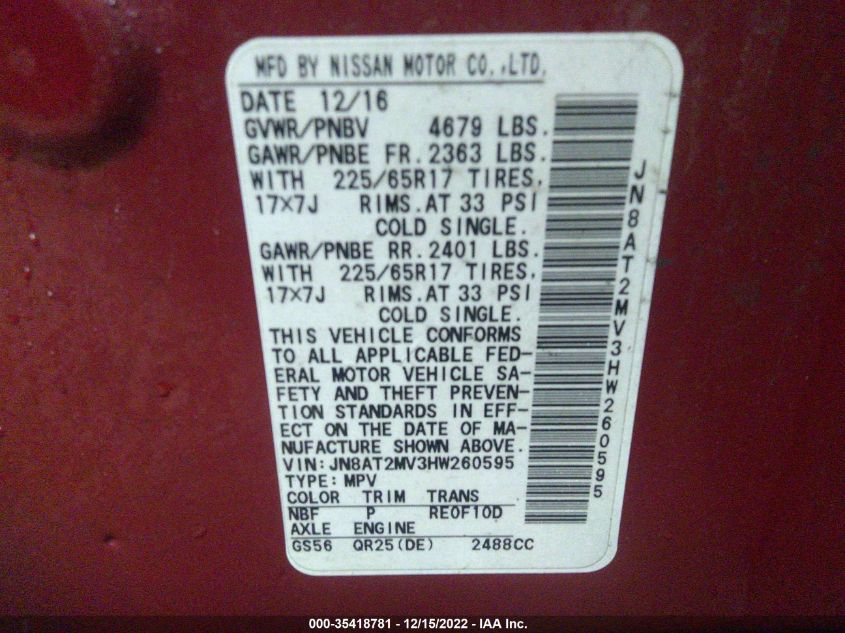 MFD BY NISSAN MOTOR CO.,LTD.
DATE 12/16
GVWR/PNBV 4679 LBS.
GAWR/PNBE FR. 2363 LBS.
WITH 225/65R17 TIRES,
17×7J RIMS.AT 33 PSI
COLD SINGLE.
GAWR/PNBE RR. 2401 LBS.
WITH 225/65R17 TIRES,
17×7J RIMS.AT 33 PSI
COLD SINGLE.
THIS VEHICLE CONFORMS
TO ALL APPLICABLE FED-
ERAL MOTOR VEHICLE SA-
FETY AND THEFT PREVEN-
TION STANDARDS IN EFF-
ECT ON THE DATE OF MA-
NUFACTURE SHOWN ABOVE.
VIN:JN8AT2MV3HW260595
TYPE:MPV
COLOR TRIM TRANS
NBF P RE0F10D
AXLE ENGINE
GS56 QR25(DE) 2488CC
JN8AT2MV3HW260595
000-35418781 - 12/15/2022 - IAA Inc.